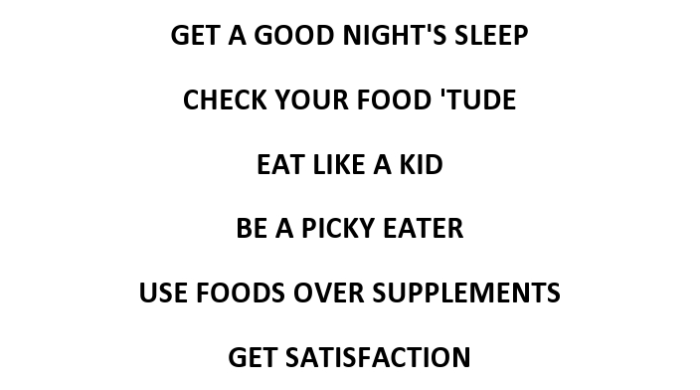 GET A GOOD NIGHT'S SLEEP
CHECK YOUR FOOD 'TUDE
EAT LIKE A KID
BE A PICKY EATER
USE FOODS OVER SUPPLEMENTS
GET SATISFACTION